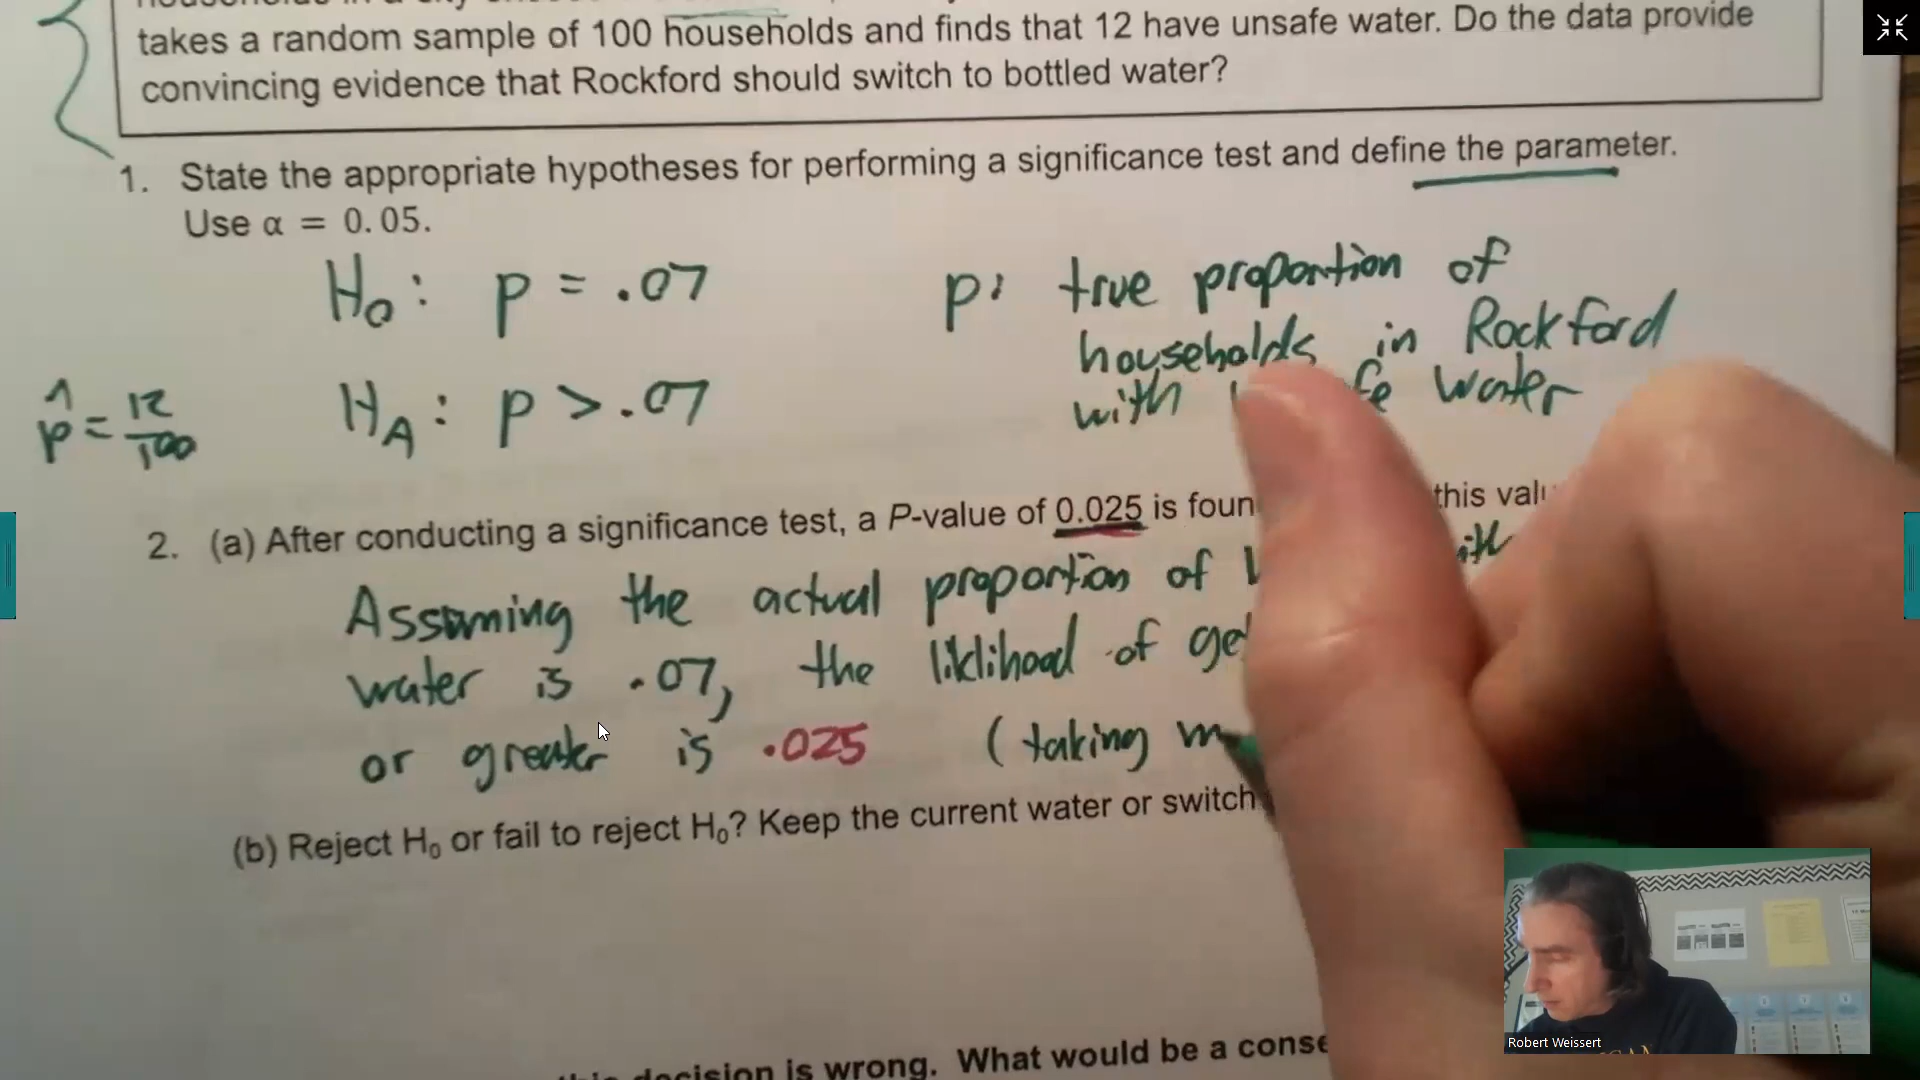 takes a random sample of 100 households and finds that 12 have unsafe water. Do the data provide
convincing evidence that Rockford should switch to bottled water?
1. State the appropriate hypotheses for performing a significance test and define the parameter.
Use α = 0.05.
H₀: p = .07
p: true proportion of
households in Rockford
with water
p̂ = 12/100
H_A: p > .07
2. (a) After conducting a significance test, a P-value of 0.025 is this
Assuming the actual proportion of
water is .07, the liklihood of
or greater is .025 (taking
(b) Reject H₀ or fail to reject H₀? Keep the current water or switch
decision is wrong. What would be a
Robert Weissert